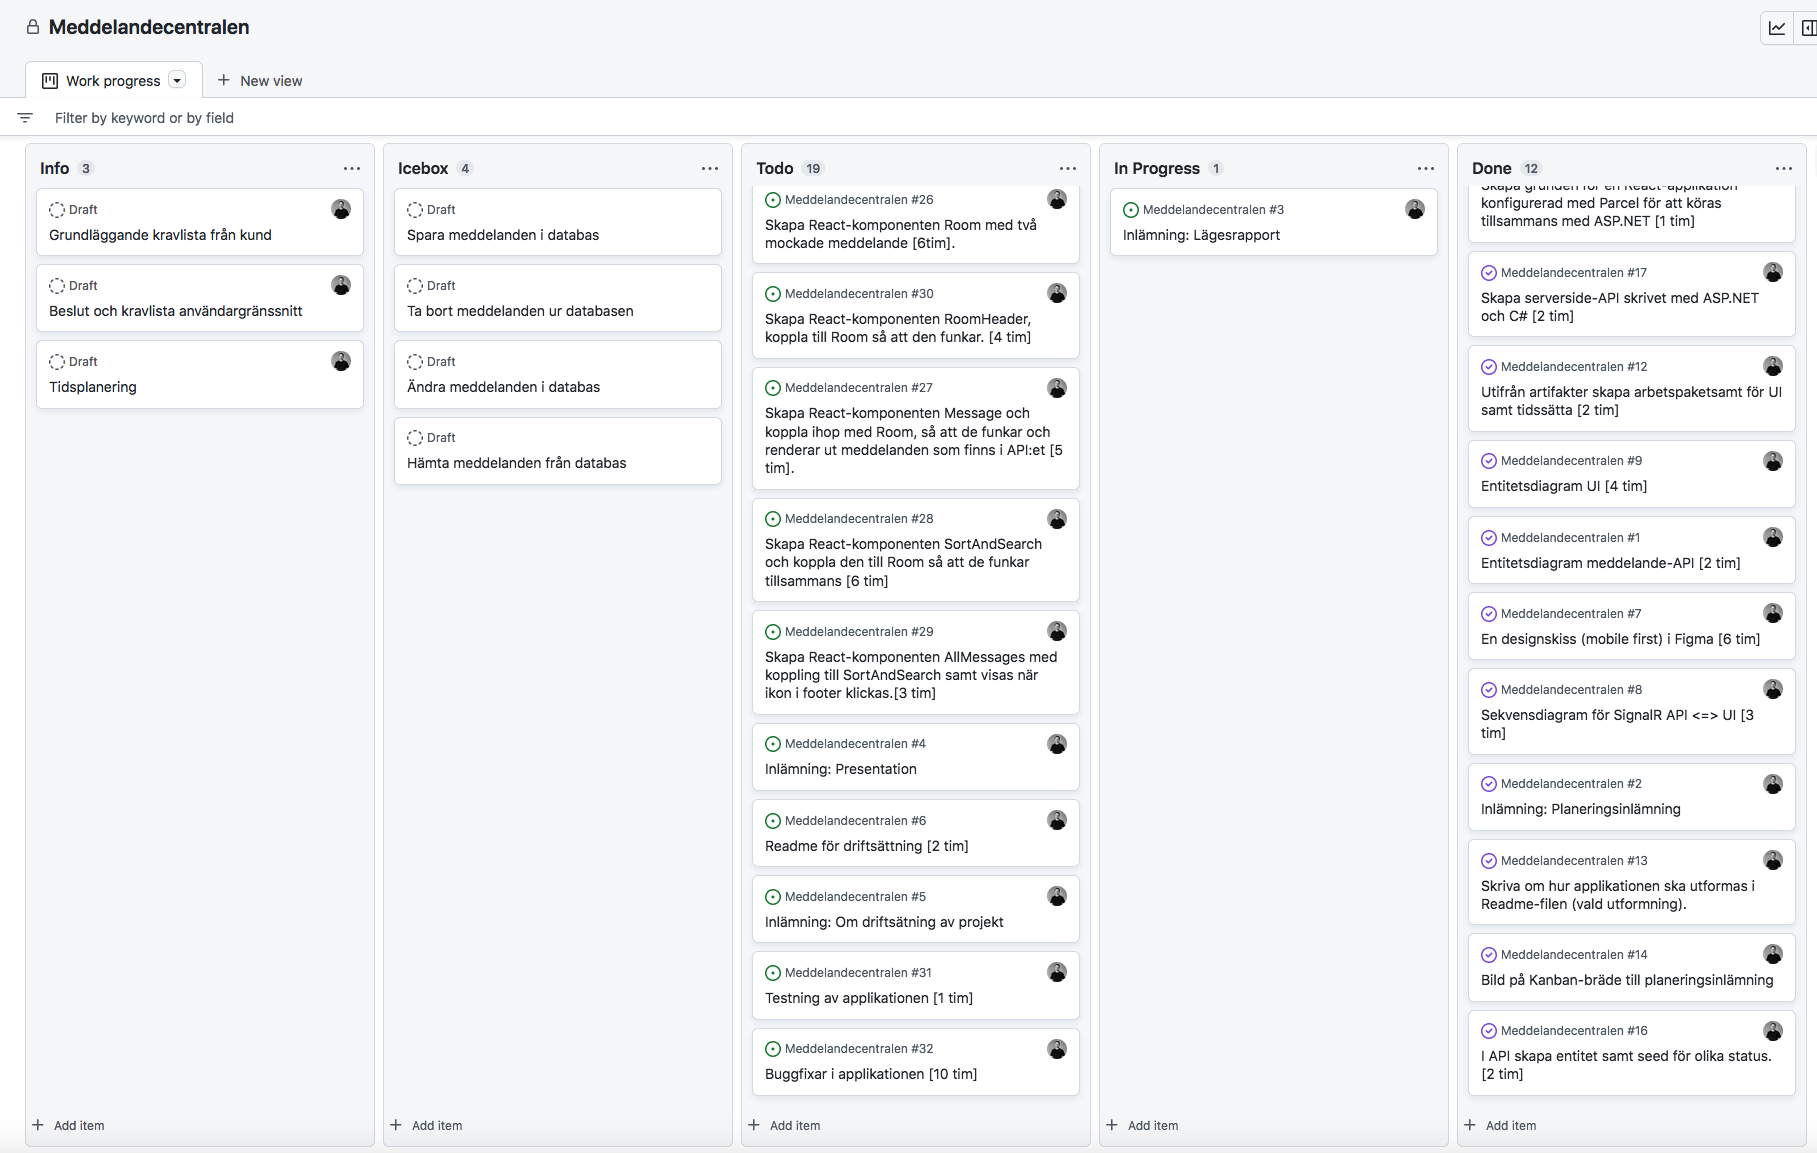 Meddelandecentralen
Work progress
New view
Filter by keyword or by field
Info 3
Draft
Grundläggande kravlista från kund
Draft
Beslut och kravlista användargränssnitt
Draft
Tidsplanering
Add item
Icebox 4
Draft
Spara meddelanden i databas
Draft
Ta bort meddelanden ur databasen
Draft
Ändra meddelanden i databas
Draft
Hämta meddelanden från databas
Add item
Todo 19
Meddelandecentralen #26
Skapa React-komponenten Room med två
mockade meddelande [6tim].
Meddelandecentralen #30
Skapa React-komponenten RoomHeader,
koppla till Room så att den funkar. [4 tim]
Meddelandecentralen #27
Skapa React-komponenten Message och
koppla ihop med Room, så att de funkar och
renderar ut meddelanden som finns i API:et [5
tim].
Meddelandecentralen #28
Skapa React-komponenten SortAndSearch
och koppla den till Room så att de funkar
tillsammans [6 tim]
Meddelandecentralen #29
Skapa React-komponenten AllMessages med
koppling till SortAndSearch samt visas när
ikon i footer klickas.[3 tim]
Meddelandecentralen #4
Inlämning: Presentation
Meddelandecentralen #6
Readme för driftsättning [2 tim]
Meddelandecentralen #5
Inlämning: Om driftsätning av projekt
Meddelandecentralen #31
Testning av applikationen [1 tim]
Meddelandecentralen #32
Buggfixar i applikationen [10 tim]
Add item
In Progress 1
Meddelandecentralen #3
Inlämning: Lägesrapport
Add item
Done 12
Skapa grunden för en React-applikation
konfigurerad med Parcel för att köras
tillsammans med ASP.NET [1 tim]
Meddelandecentralen #17
Skapa serverside-API skrivet med ASP.NET
och C# [2 tim]
Meddelandecentralen #12
Utifrån artifakter skapa arbetspaketsamt för UI
samt tidssätta [2 tim]
Meddelandecentralen #9
Entitetsdiagram UI [4 tim]
Meddelandecentralen #1
Entitetsdiagram meddelande-API [2 tim]
Meddelandecentralen #7
En designskiss (mobile first) i Figma [6 tim]
Meddelandecentralen #8
Sekvensdiagram för SignalR API <=> UI [3
tim]
Meddelandecentralen #2
Inlämning: Planeringsinlämning
Meddelandecentralen #13
Skriva om hur applikationen ska utformas i
Readme-filen (vald utformning).
Meddelandecentralen #14
Bild på Kanban-bräde till planeringsinlämning
Meddelandecentralen #16
I API skapa entitet samt seed för olika status.
[2 tim]
Add item